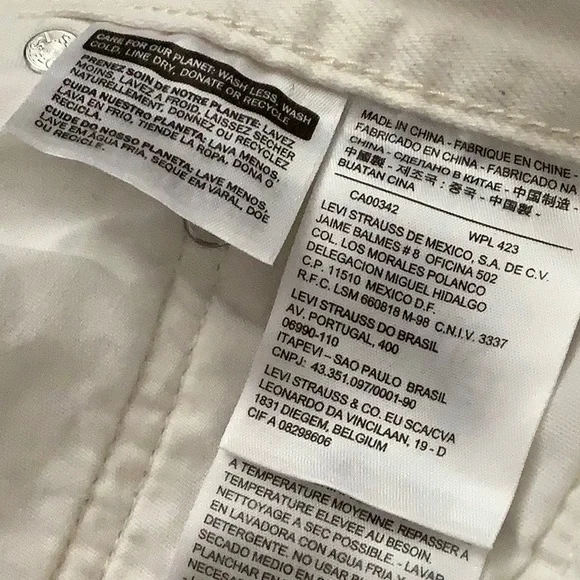 CARE FOR OUR PLANET: WASH LESS, WASH
COLD, LINE DRY, DONATE OR RECYCLE
PRENEZ SOIN DE NOTRE PLANETE: LAVEZ
MOINS, LAVEZ À FROID, LAISSEZ SÉCHER
NATURELLEMENT, DONNEZ OU RECYCLEZ
CUIDA NUESTRO PLANETA: LAVA MENOS,
LAVA EN AGUA FRIA, TIENDE LA ROPA, DONA O
RECICLA.
CUIDE DO NOSSO PLANETA: LAVE MENOS,
LAVE EM ÁGUA FRIA, SEQUE EM VARAL, DOE
OU RECICLE.
MADE IN CHINA - FABRIQUE EN CHINE -
FABRICADO EN CHINA - FABRICADO NA
CHINA - СДЕЛАНО В КИТАЕ - 中国制造 -
中國製 - 제조국 : 중국 - 中国製 -
BUATAN CINA
CA00342 WPL 423
LEVI STRAUSS DE MEXICO, S.A. DE C.V.
JAIME BALMES # 8 OFICINA 502
COL. LOS MORALES POLANCO
DELEGACION MIGUEL HIDALGO
C.P. 11510 MEXICO D.F.
R.F.C. LSM 660818 M-98 C.N.I.V. 3337
LEVI STRAUSS DO BRASIL
AV. PORTUGAL, 400
06990-110
ITAPEVI - SAO PAULO BRASIL
CNPJ: 43.351.097/0001-90
LEVI STRAUSS & CO. EU SCA/CVA
LEONARDO DA VINCILAAN, 19 - D
1831 DIEGEM, BELGIUM
CIF A 08298606
A TEMPERATURE MOYENNE, REPASSER A
TEMPERATURE ELEVEE AU BESOIN.
NETTOYAGE A SEC POSSIBLE. - LAVAR
EN LAVADORA CON AGUA FRIA
DETERGENTE. NO USAR
SECADO MEDIO EN
PLANCHAR EN
NECESA